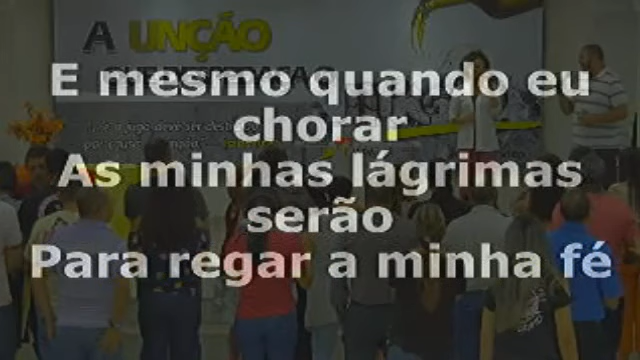 A UNÇÃO
E mesmo quando eu
chorar
As minhas lágrimas
serão
Para regar a minha fé